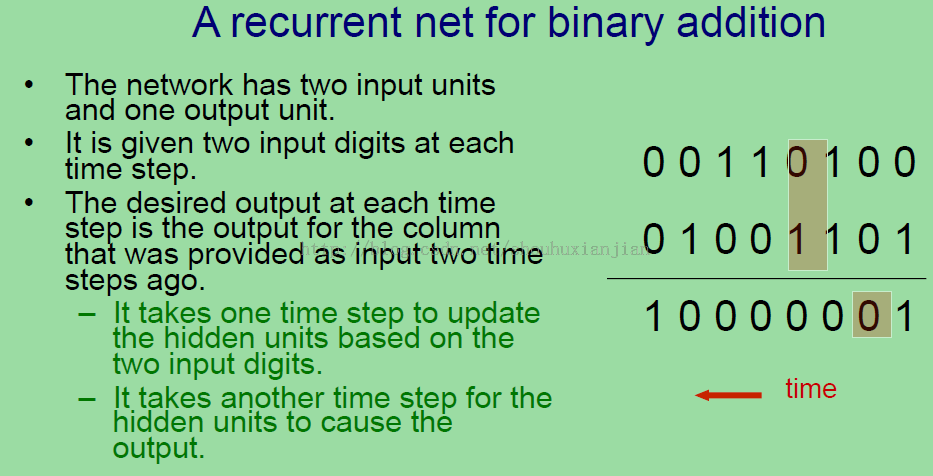 A recurrent net for binary addition
• The network has two input units
and one output unit.
• It is given two input digits at each
time step.
• The desired output at each time
step is the output for the column
that was provided as input two time
steps ago.
– It takes one time step to update
the hidden units based on the
two input digits.
– It takes another time step for the
hidden units to cause the
output.
0 0 1 1 0 1 0 0
0 1 0 0 1 1 0 1
1 0 0 0 0 0 0 1
time
http://blog.csdn.net/zhouhuxianjian